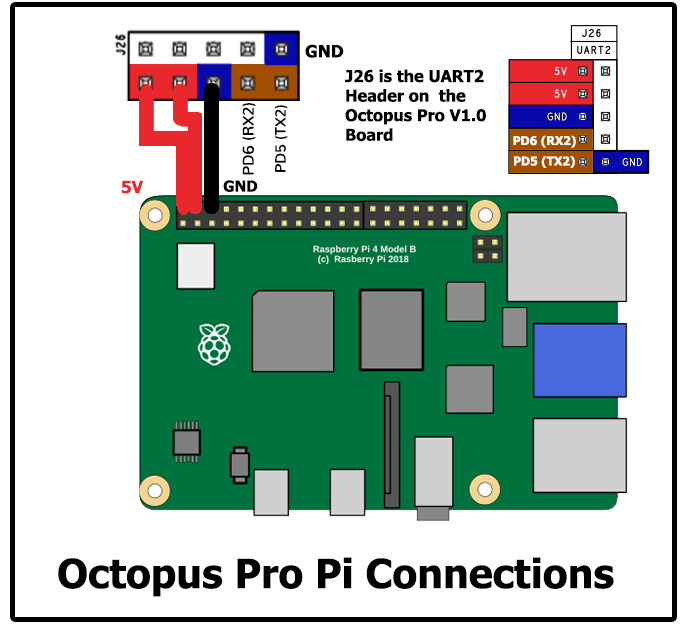 J26
GND
J26 is the UART2
Header on the
Octopus Pro V1.0
Board
J26
UART2
5V
5V
GND
PD6 (RX2)
PD5 (TX2)
GND
PD6 (RX2)
PD5 (TX2)
5V
GND
Raspberry Pi 4 Model B
(c) Rasberry Pi 2018
Octopus Pro Pi Connections